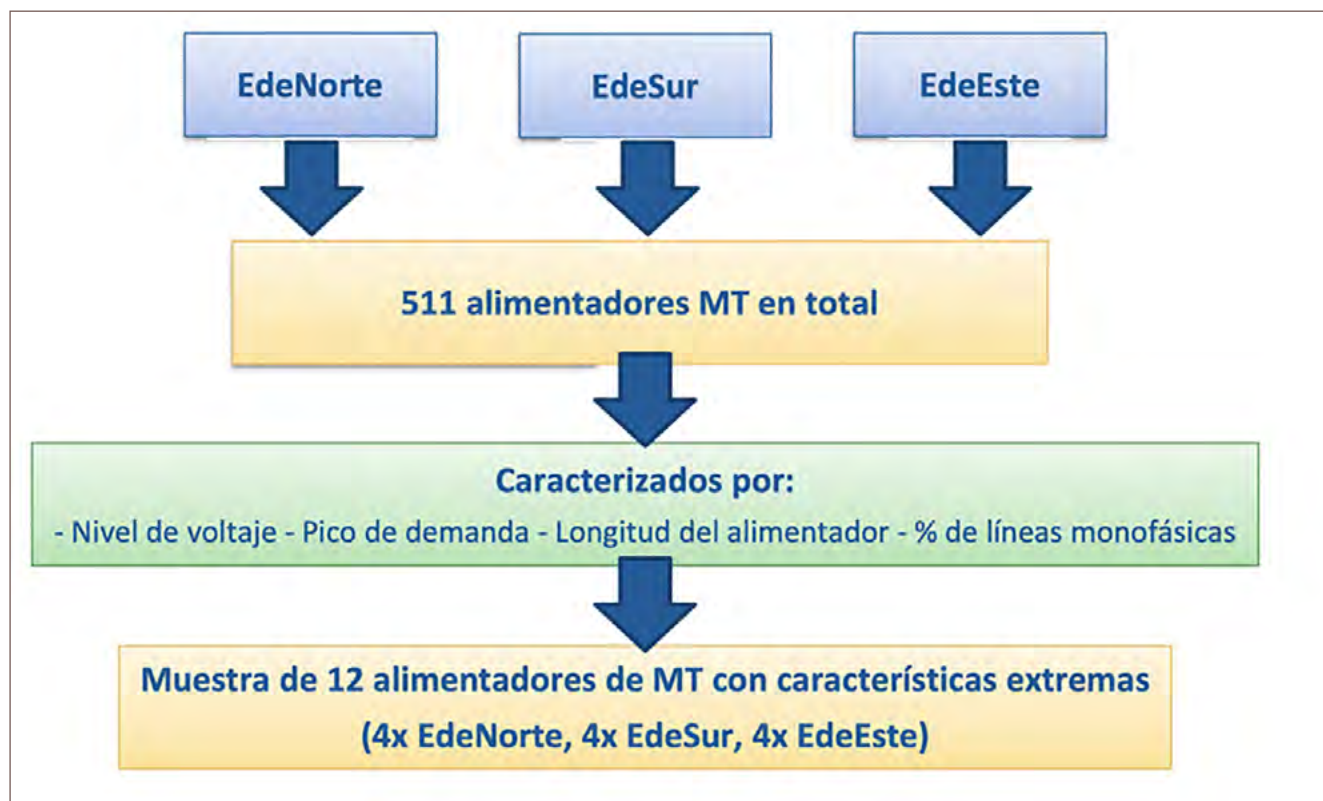 EdeNorte
EdeSur
EdeEste
511 alimentadores MT en total
Caracterizados por:
- Nivel de voltaje - Pico de demanda - Longitud del alimentador - % de líneas monofásicas
Muestra de 12 alimentadores de MT con características extremas
(4x EdeNorte, 4x EdeSur, 4x EdeEste)